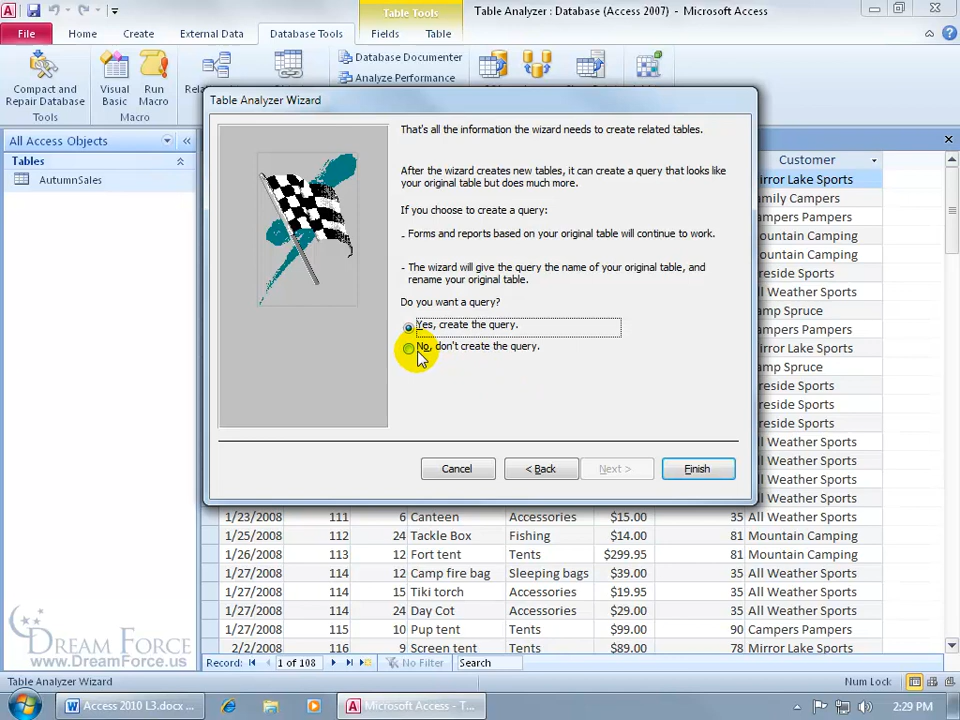 Table Tools
Table Analyzer : Database (Access 2007) - Microsoft Access
File
Home
Create
External Data
Database Tools
Fields
Table
Compact and
Repair Database
Tools
Visual
Basic
Run
Macro
Macro
Database Documenter
Analyze Performance
Table Analyzer Wizard
All Access Objects
Tables
AutumnSales
That's all the information the wizard needs to create related tables.
After the wizard creates new tables, it can create a query that looks like
your original table but does much more.
If you choose to create a query:
- Forms and reports based on your original table will continue to work.
- The wizard will give the query the name of your original table, and
rename your original table.
Do you want a query?
Yes, create the query.
No, don't create the query.
Cancel
< Back
Next >
Finish
Customer
irror Lake Sports
amily Campers
ampers Pampers
ountain Camping
reside Sports
amp Spruce
ountain Camping
ountain Camping
irror Lake Sports
amp Spruce
reside Sports
reside Sports
reside Sports
ll Weather Sports
ll Weather Sports
ll Weather Sports
ll Weather Sports
1/23/2008 111 6 Canteen Accessories $15.00 35 All Weather Sports
1/25/2008 112 24 Tackle Box Fishing $14.00 81 Mountain Camping
1/26/2008 113 12 Fort tent Tents $299.95 81 Mountain Camping
1/27/2008 114 12 Camp fire bag Sleeping bags $39.00 35 All Weather Sports
1/27/2008 114 15 Torch tent Tents $19.95 35 All Weather Sports
1/27/2008 114 24 Day Cot Accessories $29.00 35 All Weather Sports
1/27/2008 115 10 Pup tent Tents $99.00 90 Campers Pampers
2/2/2008 116 9 Screen tent Tents $89.00 78 Mirror Lake Sports
DREAM FORCE
www.DreamForce.us
Record: 1 of 108 No Filter Search
Table Analyzer Wizard
Num Lock
Access 2010 L3.docx ...
Microsoft Access - T...
2:29 PM